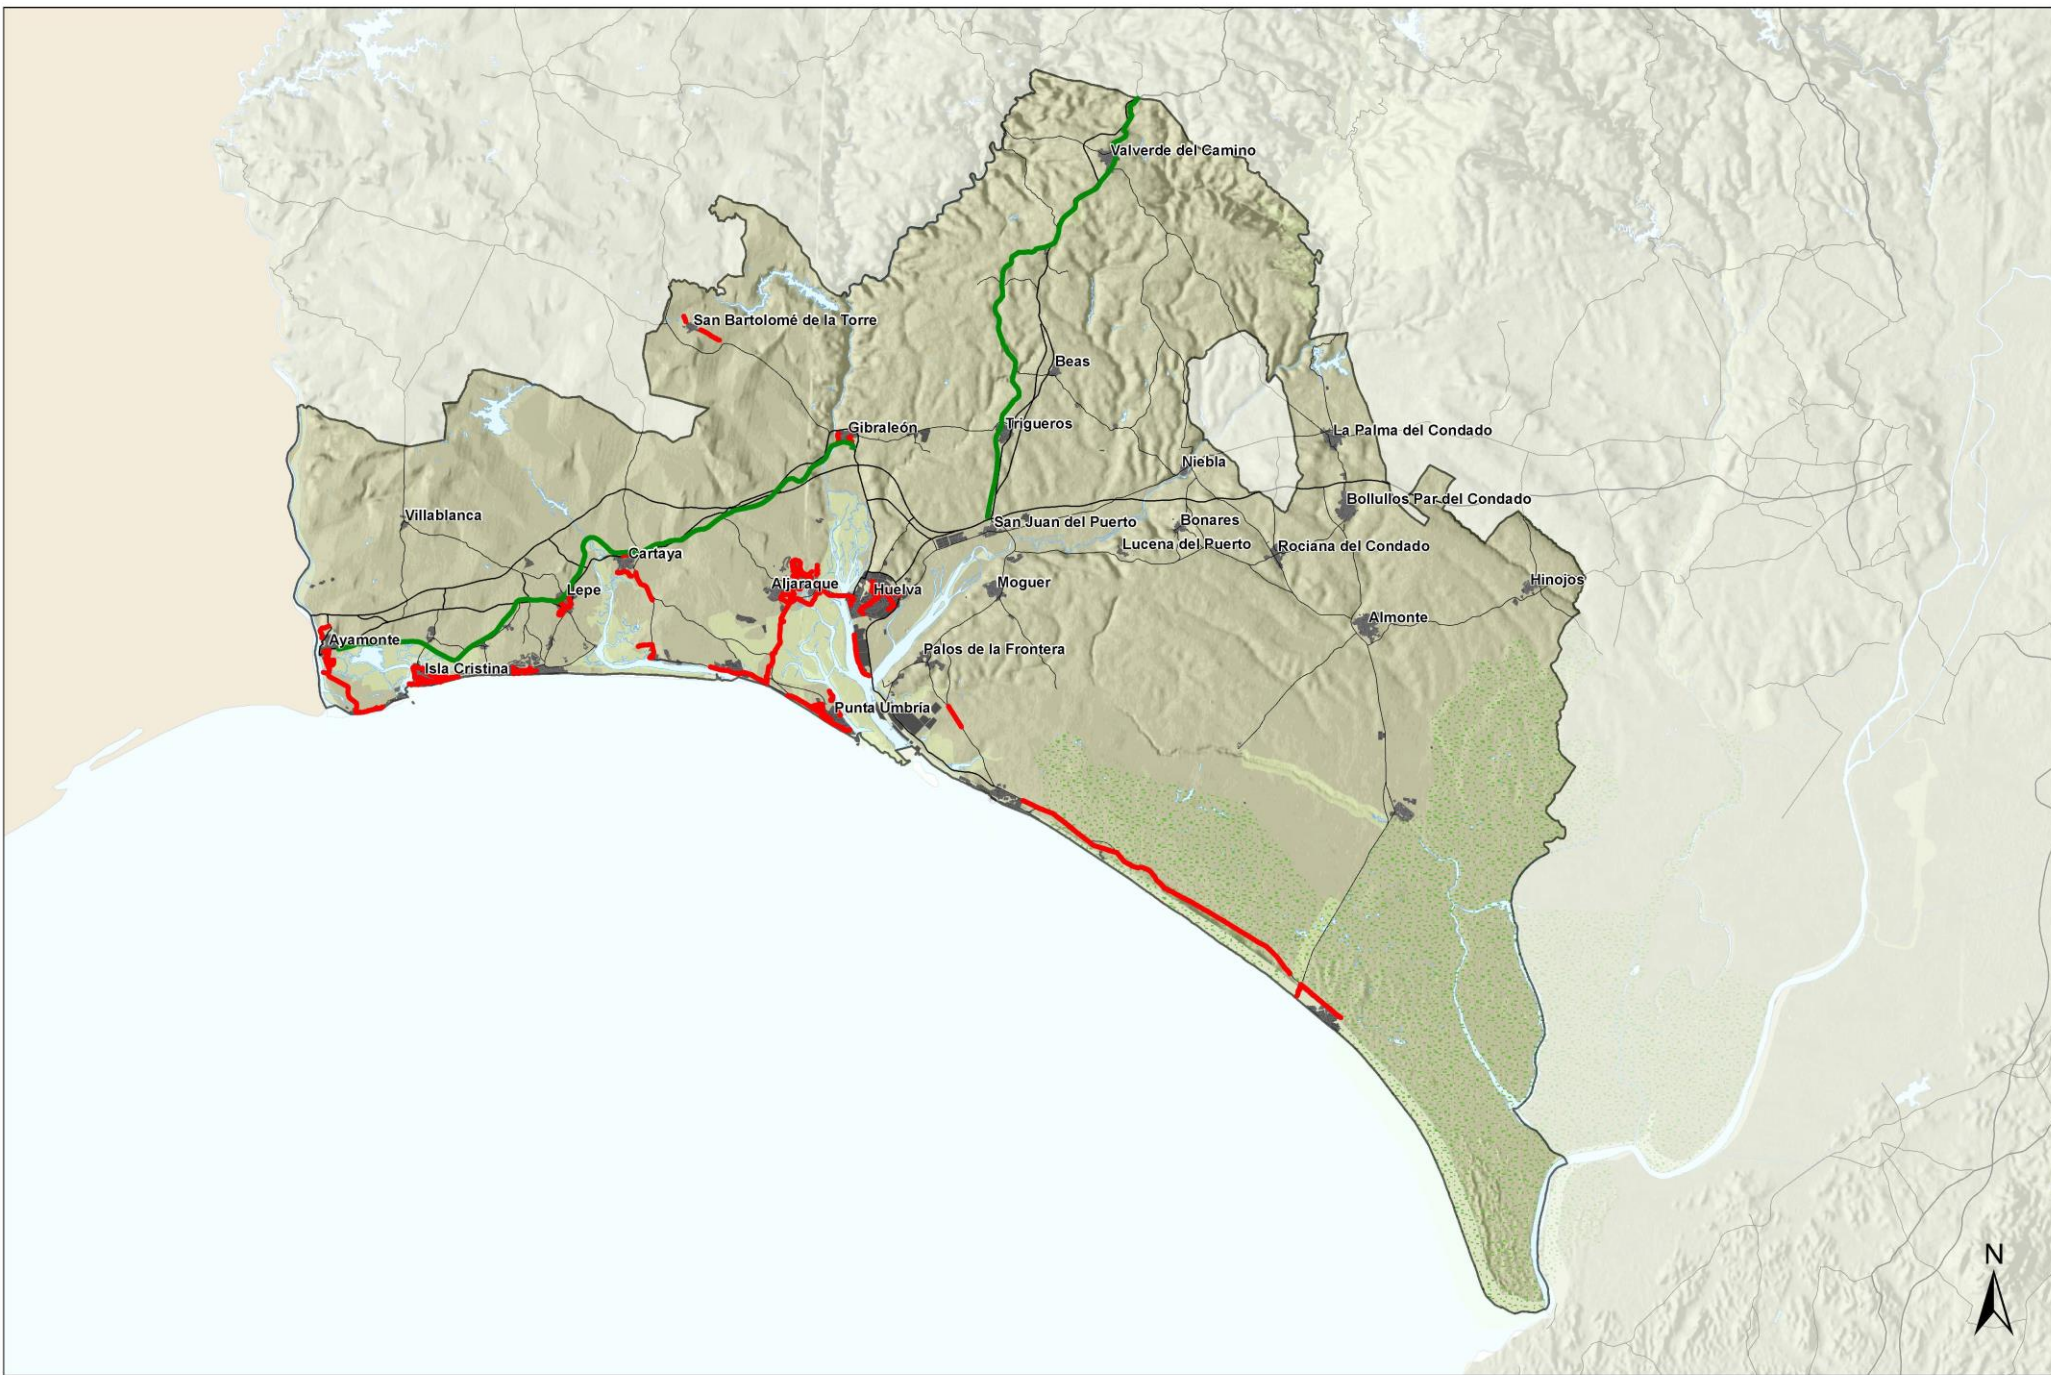 Valverde del Camino
San Bartolomé de la Torre
Beas
Gibraleón
Trigueros
La Palma del Condado
Niebla
Bollullos Par del Condado
Villablanca
San Juan del Puerto
Bonares
Lucena del Puerto
Rociana del Condado
Cartaya
Hinojos
Aljaraque
Huelva
Moguer
Lepe
Almonte
Ayamonte
Palos de la Frontera
Isla Cristina
Punta Umbría
N